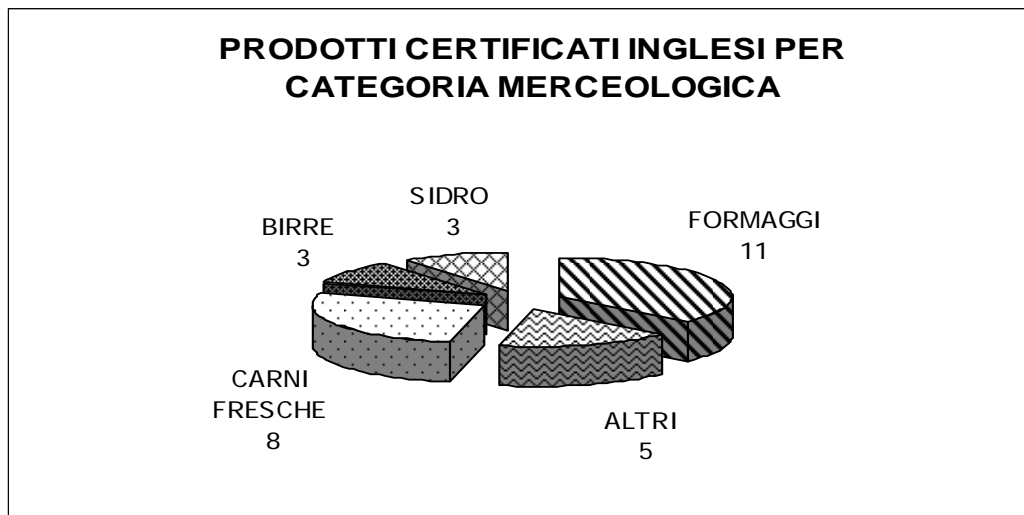 PRODOTTI CERTIFICATI INGLESI PER
CATEGORIA MERCEOLOGICA
SIDRO
3
BIRRE
3
FORMAGGI
11
CARNI
FRESCHE
8
ALTRI
5